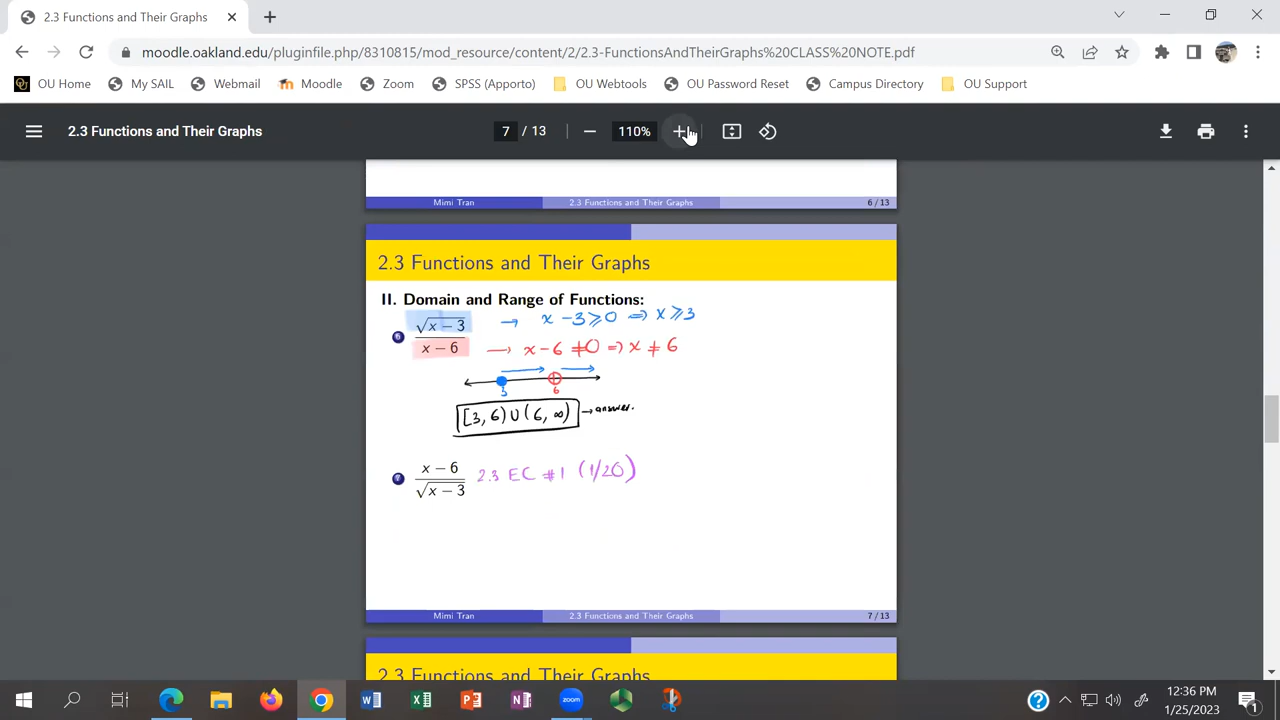 2.3 Functions and Their Graphs
moodle.oakland.edu/pluginfile.php/8310815/mod_resource/content/2/2.3-FunctionsAndTheirGraphs%20CLASS%20NOTE.pdf
OU Home My SAIL Webmail Moodle Zoom SPSS (Apporto) OU Webtools OU Password Reset Campus Directory OU Support
2.3 Functions and Their Graphs 7 / 13 110%
Mimi Tran 2.3 Functions and Their Graphs 6 / 13
2.3 Functions and Their Graphs
II. Domain and Range of Functions:
6 √x − 3 → x − 3 ≥ 0 ⇒ x ≥ 3
x − 6 → x − 6 ≠ 0 ⇒ x ≠ 6
3 6
[3, 6) U (6, ∞) → answer.
7 x − 6 2.3 EC #1 (1/20)
√x − 3
Mimi Tran 2.3 Functions and Their Graphs 7 / 13
2.3 Functions and Their Graphs
12:36 PM
1/25/2023